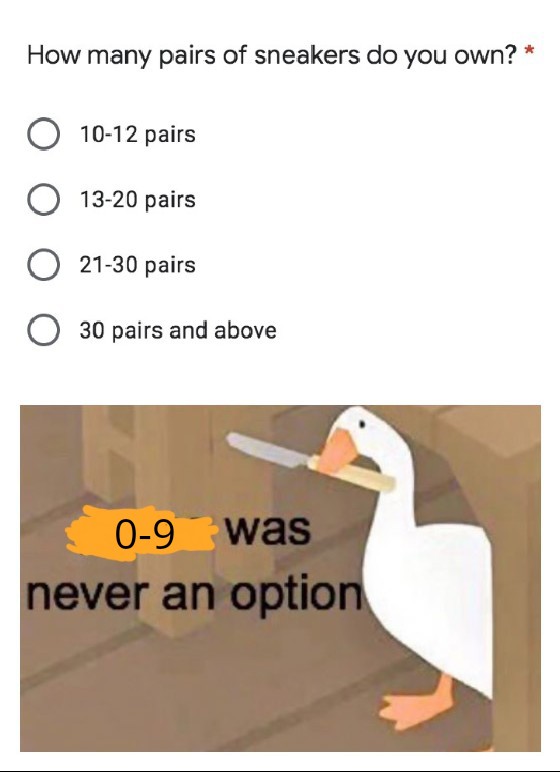 How many pairs of sneakers do you own? *
10-12 pairs
13-20 pairs
21-30 pairs
30 pairs and above
0-9 was
never an option